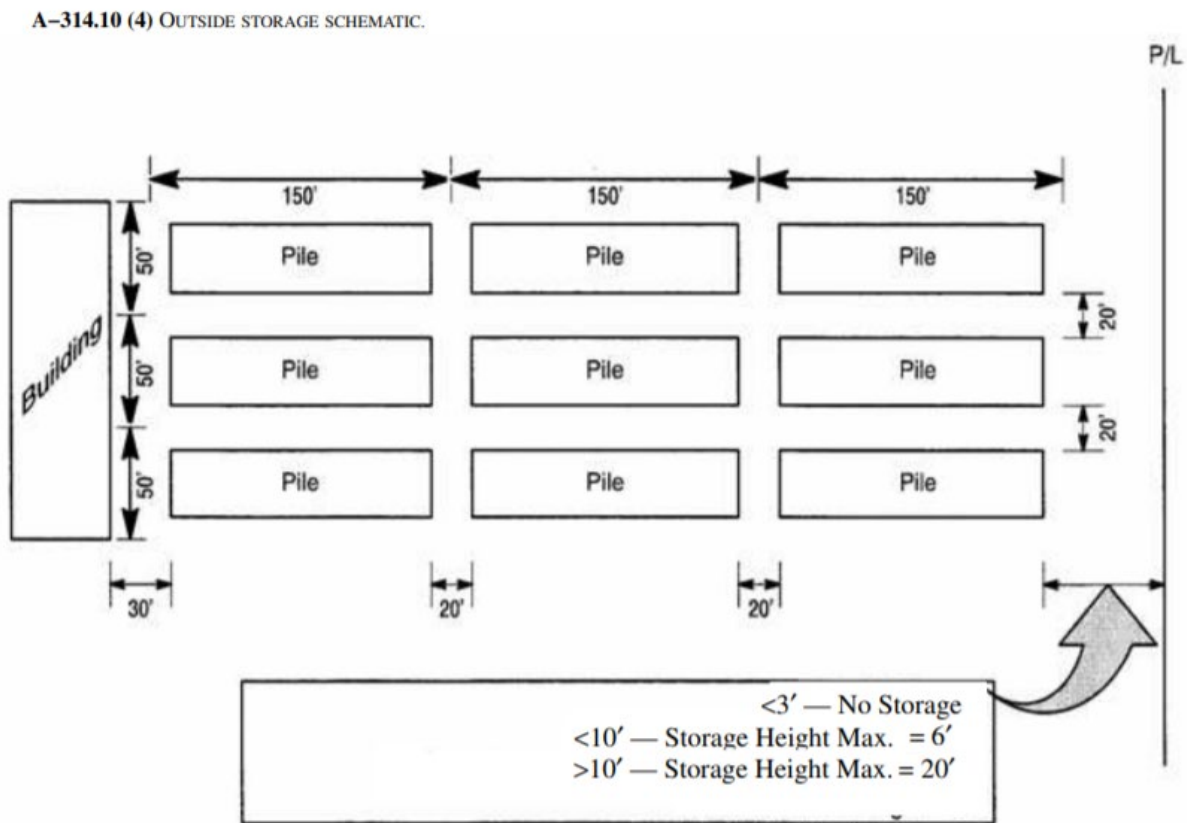 A–314.10 (4) OUTSIDE STORAGE SCHEMATIC.
P/L
150' 150' 150'
Building
50'
Pile Pile Pile
20'
50'
Pile Pile Pile
20'
50'
Pile Pile Pile
30' 20' 20'
<3′ — No Storage
<10′ — Storage Height Max. = 6′
>10′ — Storage Height Max. = 20′